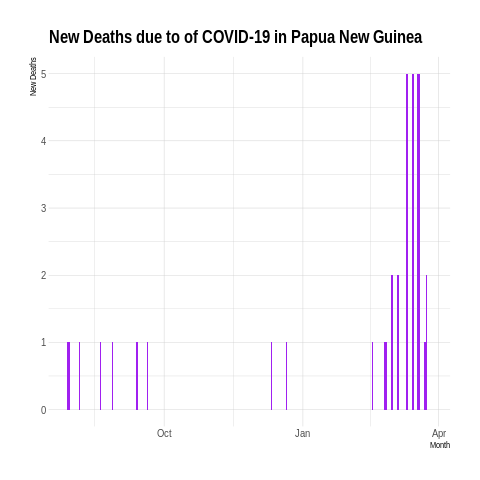 New Deaths due to of COVID-19 in Papua New Guinea
New Deaths
5
4
3
2
1
0
Oct
Jan
Apr
Month